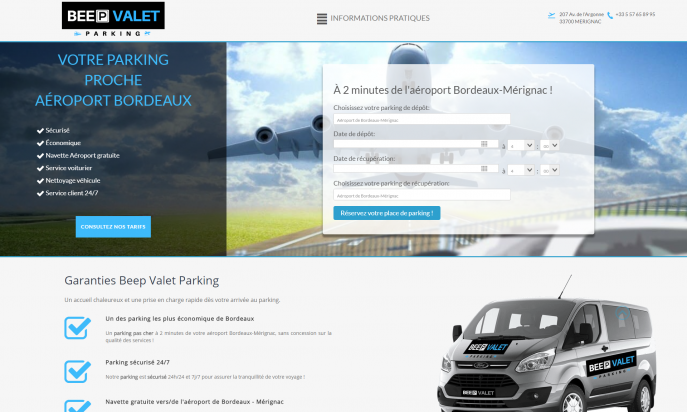 BEEP VALET
PARKING
INFORMATIONS PRATIQUES
207 Av. de l'Argonne
33700 MERIGNAC
+33 5 57 65 89 95
VOTRE PARKING
PROCHE
AÉROPORT BORDEAUX
Sécurisé
Économique
Navette Aéroport gratuite
Service voiturier
Nettoyage véhicule
Service client 24/7
CONSULTEZ NOS TARIFS
À 2 minutes de l'aéroport Bordeaux-Mérignac !
Choisissez votre parking de dépôt:
Aéroport de Bordeaux-Mérignac
Date de dépôt:
à
:
Date de récupération:
à
:
Choisissez votre parking de récupération:
Aéroport de Bordeaux-Mérignac
Réservez votre place de parking !
Garanties Beep Valet Parking
Un accueil chaleureux et une prise en charge rapide dès votre arrivée au parking.
Un des parking les plus économique de Bordeaux
Un parking pas cher à 2 minutes de votre aéroport Bordeaux-Mérignac, sans concession sur la
qualité des services !
Parking sécurisé 24/7
Notre parking est sécurisé 24h/24 et 7j/7 pour assurer la tranquilité de votre voyage !
Navette gratuite vers/de l'aéroport de Bordeaux - Mérignac
BEEP VALET
PARKING
BEEP VALET
PARKING